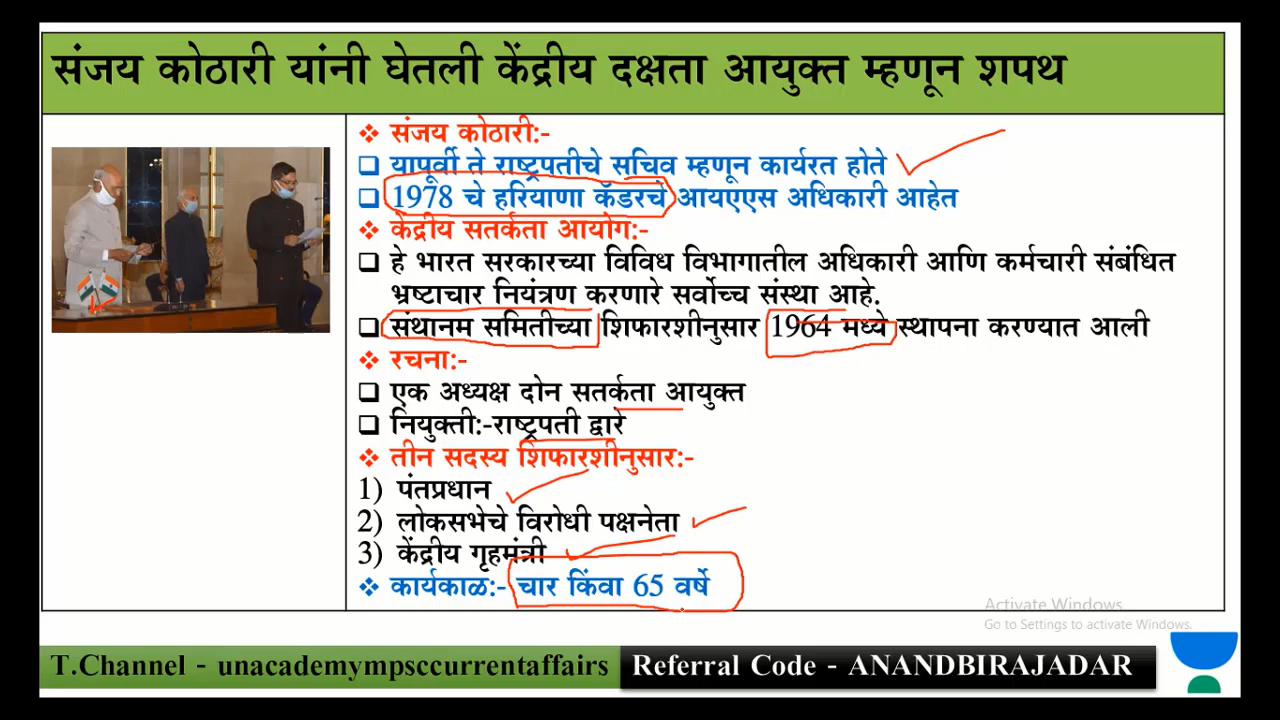 संजय कोठारी यांनी घेतली केंद्रीय दक्षता आयुक्त म्हणून शपथ
❖ संजय कोठारी:-
❑ यापूर्वी ते राष्ट्रपतीचे सचिव म्हणून कार्यरत होते
❑ 1978 चे हरियाणा कॅडरचे आयएएस अधिकारी आहेत
❖ केंद्रीय सतर्कता आयोग:-
❑ हे भारत सरकारच्या विविध विभागातील अधिकारी आणि कर्मचारी संबंधित
भ्रष्टाचार नियंत्रण करणारे सर्वोच्च संस्था आहे.
❑ संथानम समितीच्या शिफारशीनुसार 1964 मध्ये स्थापना करण्यात आली
❖ रचना:-
❑ एक अध्यक्ष दोन सतर्कता आयुक्त
❑ नियुक्ती:-राष्ट्रपती द्वारे
❖ तीन सदस्य शिफारशीनुसार:-
1) पंतप्रधान
2) लोकसभेचे विरोधी पक्षनेता
3) केंद्रीय गृहमंत्री
❖ कार्यकाळ:- चार किंवा 65 वर्षे
Activate Windows
Go to Settings to activate Windows.
T.Channel - unacademympsccurrentaffairs
Referral Code - ANANDBIRAJADAR